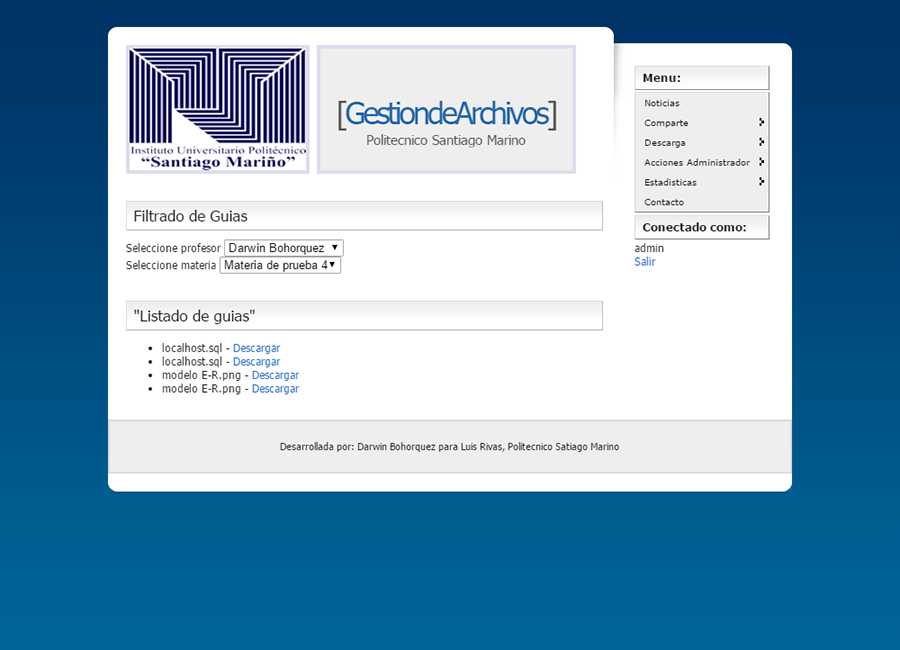 Instituto Universitario Politécnico
“Santiago Mariño”
[GestiondeArchivos]
Politecnico Santiago Marino
Menu:
Noticias
Comparte
Descarga
Acciones Administrador
Estadisticas
Contacto
Conectado como:
admin
Salir
Filtrado de Guias
Seleccione profesor Darwin Bohorquez
Seleccione materia Materia de prueba 4
"Listado de guias"
localhost.sql - Descargar
localhost.sql - Descargar
modelo E-R.png - Descargar
modelo E-R.png - Descargar
Desarrollada por: Darwin Bohorquez para Luis Rivas, Politecnico Satiago Marino